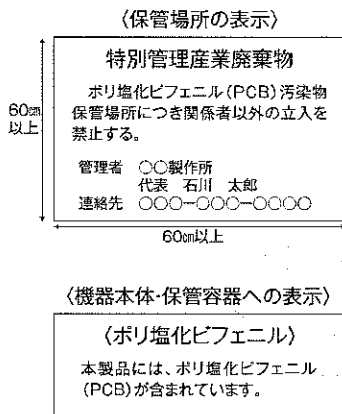 〈保管場所の表示〉
特別管理産業廃棄物
ポリ塩化ビフェニル(PCB)汚染物
保管場所につき関係者以外の立入を
禁止する。
管理者 ○○製作所
代表 石川 太郎
連絡先 ○○○-○○○-○○○○
60㎝
以上
60㎝以上
〈機器本体・保管容器への表示〉
〈ポリ塩化ビフェニル〉
本製品には、ポリ塩化ビフェニル
(PCB)が含まれています。